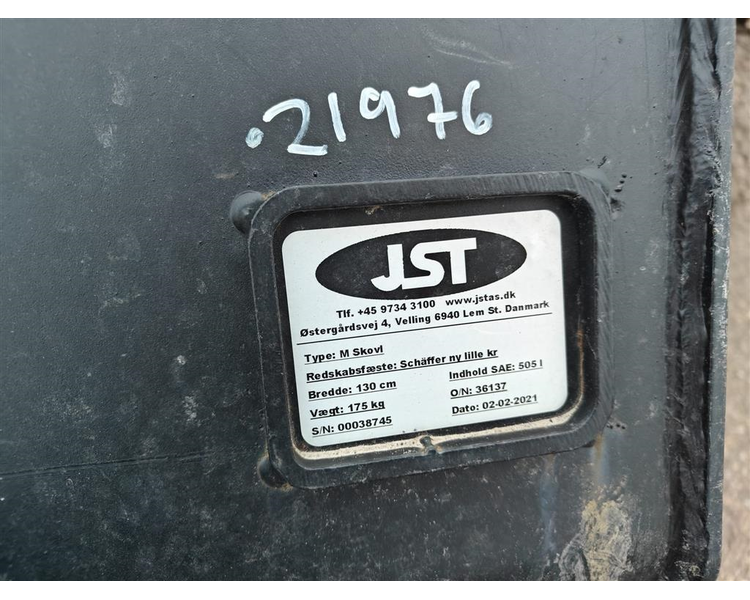 .21976
JST
Tlf. +45 9734 3100 www.jstas.dk
Østergårdsvej 4, Velling 6940 Lem St. Danmark
Type: M Skovl
Redskabsfæste: Schäffer ny lille kr
Bredde: 130 cm Indhold SAE: 505 l
Vægt: 175 kg O/N: 36137
S/N: 00038745 Dato: 02-02-2021